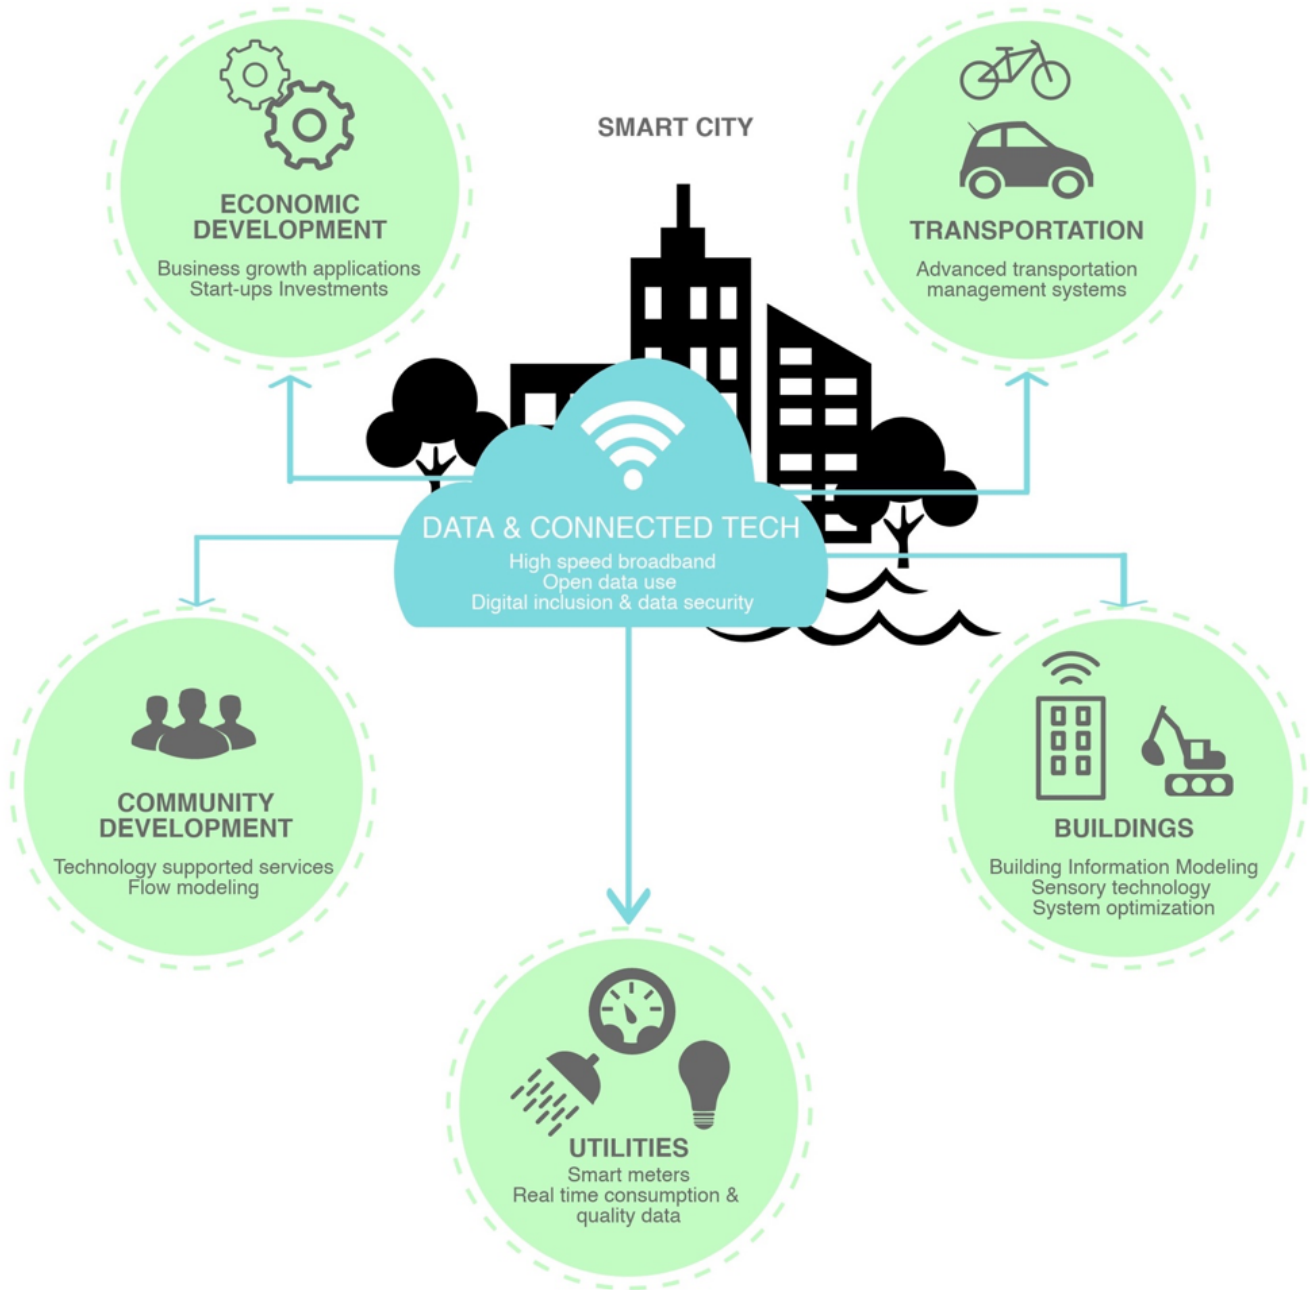 ECONOMIC
DEVELOPMENT
Business growth applications
Start-ups Investments
SMART CITY
TRANSPORTATION
Advanced transportation
management systems
DATA & CONNECTED TECH
High speed broadband
Open data use
Digital inclusion & data security
COMMUNITY
DEVELOPMENT
Technology supported services
Flow modeling
BUILDINGS
Building Information Modeling
Sensory technology
System optimization
UTILITIES
Smart meters
Real time consumption &
quality data